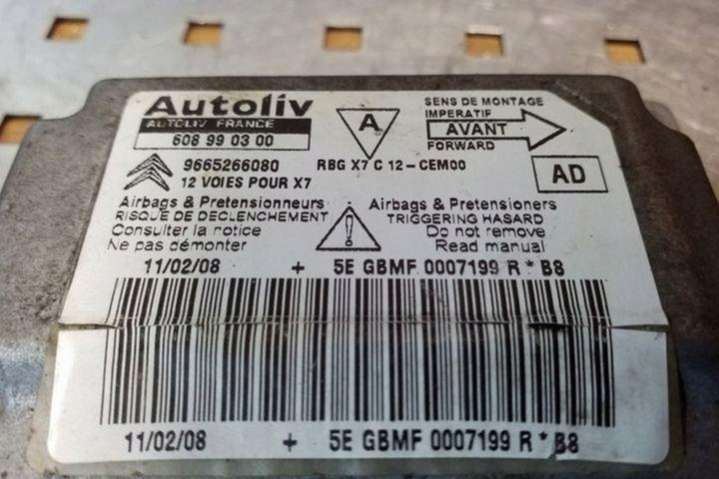 Autoliv
AUTOLIV FRANCE
608 99 03 00
A
SENS DE MONTAGE
IMPERATIF
AVANT
FORWARD
9665266080
12 VOIES POUR X7
RBG X7 C 12-CEM00
AD
Airbags & Pretensionneurs
RISQUE DE DECLENCHEMENT
Consulter la notice
Ne pas démonter
!
Airbags & Pretensioners
TRIGGERING HASARD
Do not remove
Read manual
11/02/08 + 5E GBMF 0007199 R * B8
11/02/08 + 5E GBMF 0007199 R * B8